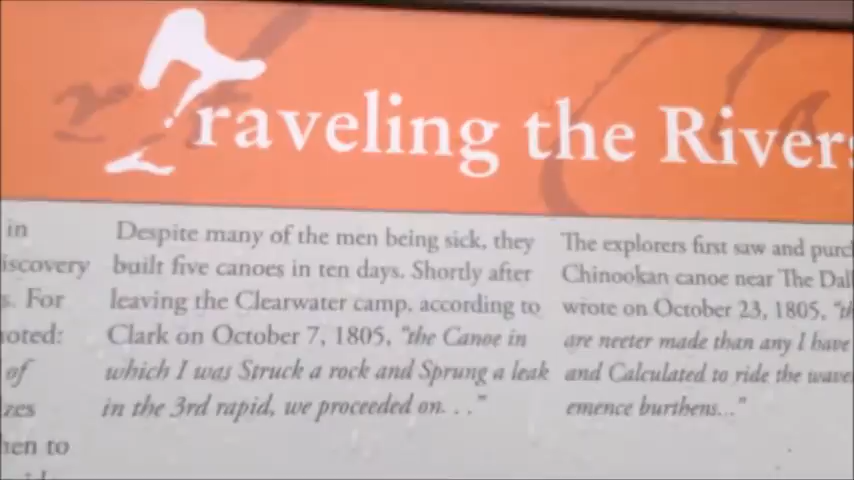 Traveling the Rivers
in
iscovery
s. For
noted:
of
zes
hen to
Despite many of the men being sick, they
built five canoes in ten days. Shortly after
leaving the Clearwater camp, according to
Clark on October 7, 1805, "the Canoe in
which I was Struck a rock and Sprung a leak
in the 3rd rapid, we proceeded on. . ."
The explorers first saw and purc
Chinookan canoe near The Dal
wrote on October 23, 1805, "th
are neeter made than any I have
and Calculated to ride the wave
emence burthens..."